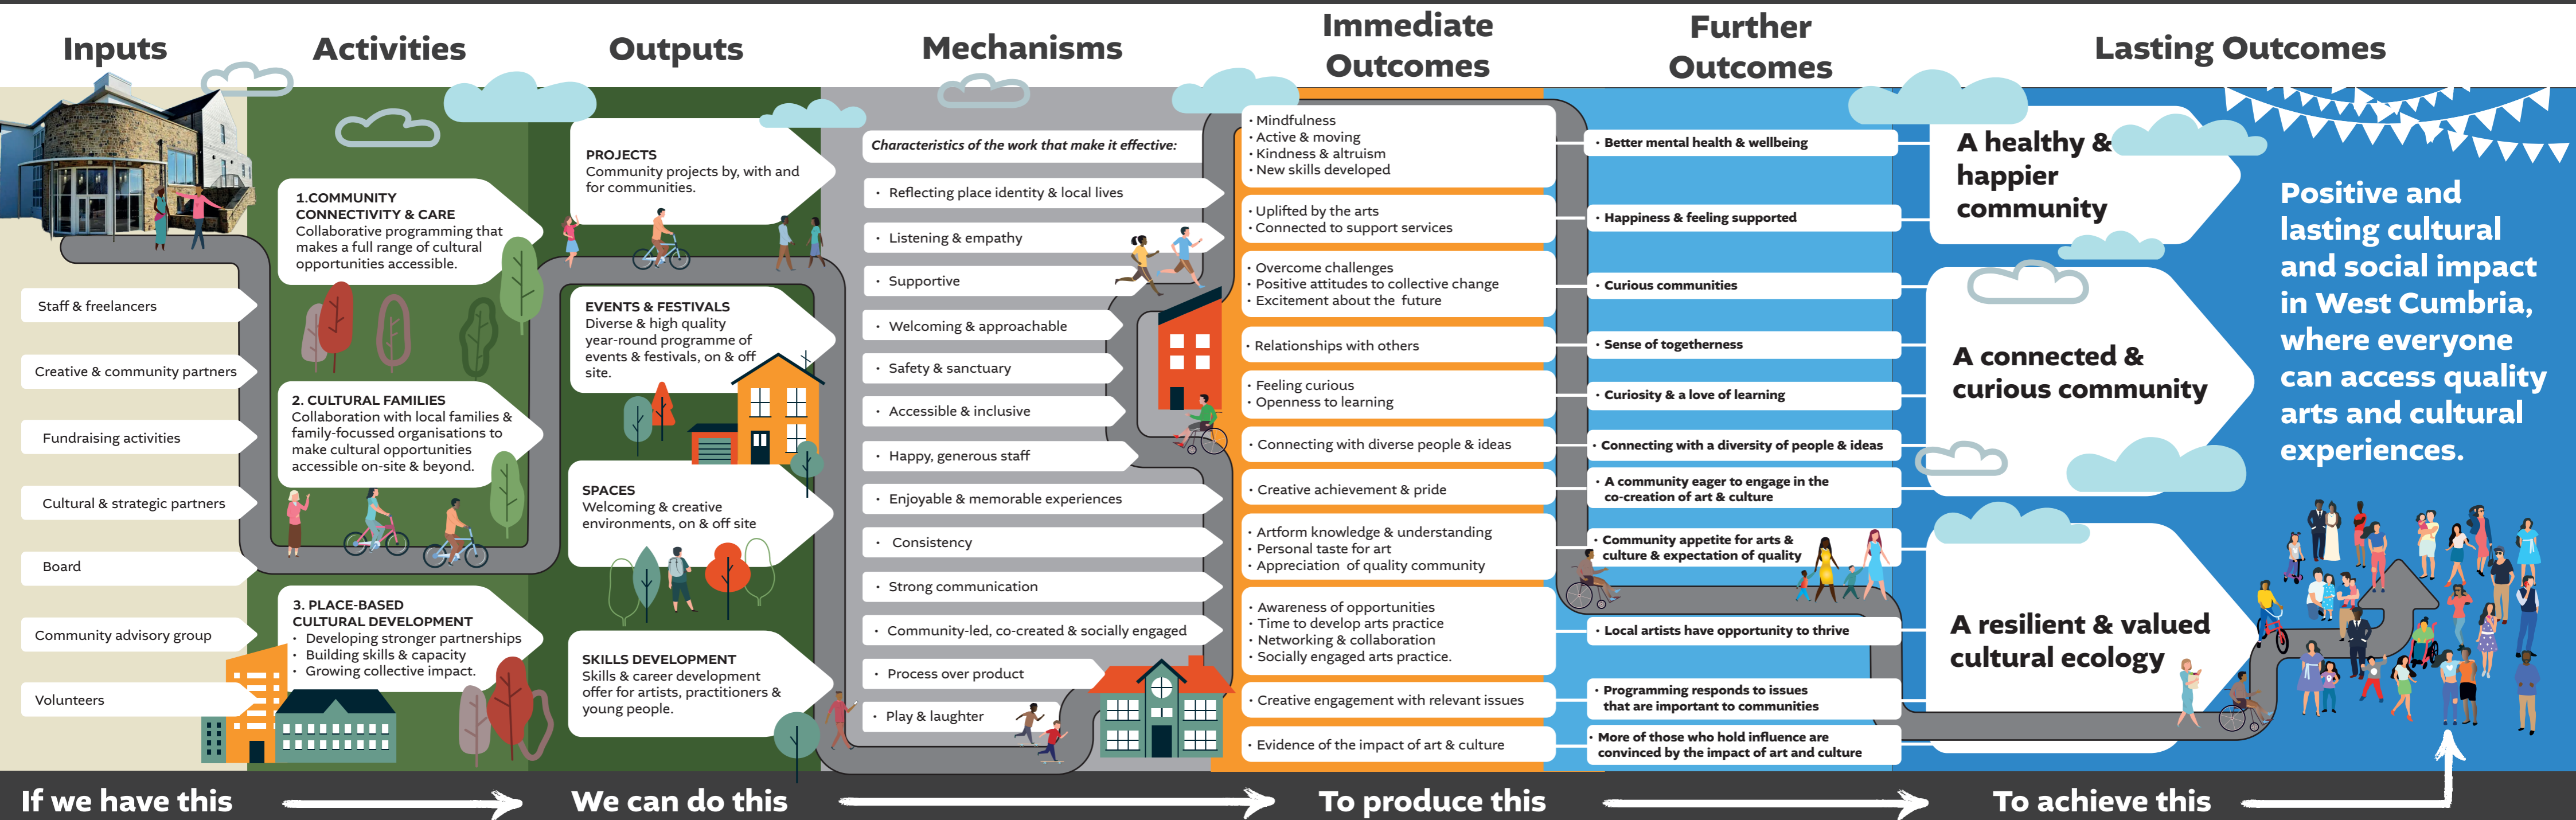 Inputs
Activities
Outputs
Mechanisms
Immediate
Outcomes
Further
Outcomes
Lasting Outcomes
Staff & freelancers
Creative & community partners
Fundraising activities
Cultural & strategic partners
Board
Community advisory group
Volunteers
1.COMMUNITY
CONNECTIVITY & CARE
Collaborative programming that
makes a full range of cultural
opportunities accessible.
2. CULTURAL FAMILIES
Collaboration with local families &
family-focussed organisations to
make cultural opportunities
accessible on-site & beyond.
3. PLACE-BASED
CULTURAL DEVELOPMENT
• Developing stronger partnerships
• Building skills & capacity
• Growing collective impact.
PROJECTS
Community projects by, with and
for communities.
EVENTS & FESTIVALS
Diverse & high quality
year-round programme of
events & festivals, on & off
site.
SPACES
Welcoming & creative
environments, on & off site
SKILLS DEVELOPMENT
Skills & career development
offer for artists, practitioners &
young people.
Characteristics of the work that make it effective:
• Reflecting place identity & local lives
• Listening & empathy
• Supportive
• Welcoming & approachable
• Safety & sanctuary
• Accessible & inclusive
• Happy, generous staff
• Enjoyable & memorable experiences
• Consistency
• Strong communication
• Community-led, co-created & socially engaged
• Process over product
• Play & laughter
• Mindfulness
• Active & moving
• Kindness & altruism
• New skills developed
• Uplifted by the arts
• Connected to support services
• Overcome challenges
• Positive attitudes to collective change
• Excitement about the future
• Relationships with others
• Feeling curious
• Openness to learning
• Connecting with diverse people & ideas
• Creative achievement & pride
• Artform knowledge & understanding
• Personal taste for art
• Appreciation of quality community
• Awareness of opportunities
• Time to develop arts practice
• Networking & collaboration
• Socially engaged arts practice.
• Creative engagement with relevant issues
• Evidence of the impact of art & culture
• Better mental health & wellbeing
• Happiness & feeling supported
• Curious communities
• Sense of togetherness
• Curiosity & a love of learning
• Connecting with a diversity of people & ideas
• A community eager to engage in the
co-creation of art & culture
• Community appetite for arts &
culture & expectation of quality
• Local artists have opportunity to thrive
• Programming responds to issues
that are important to communities
• More of those who hold influence are
convinced by the impact of art and culture
A healthy &
happier
community
A connected &
curious community
A resilient & valued
cultural ecology
Positive and
lasting cultural
and social impact
in West Cumbria,
where everyone
can access quality
arts and cultural
experiences.
If we have this
We can do this
To produce this
To achieve this